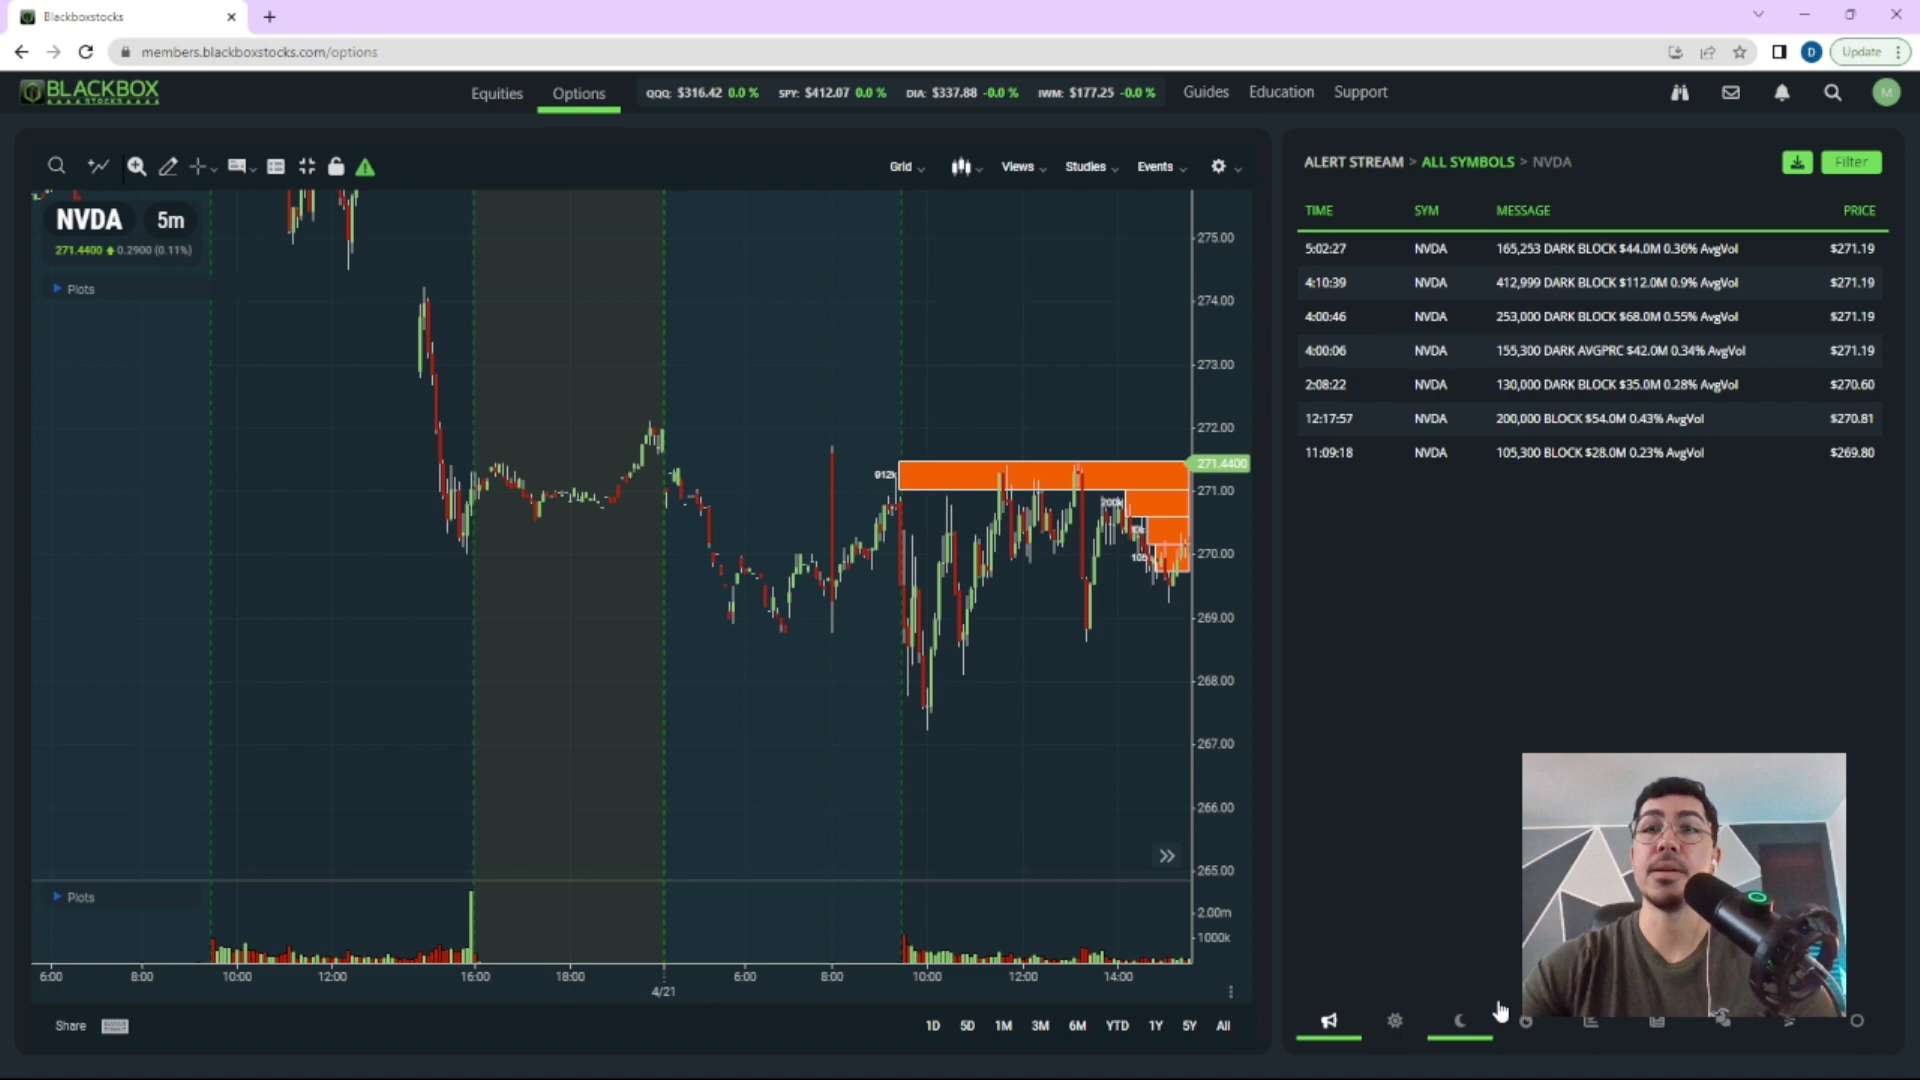 Blackboxstocks
members.blackboxstocks.com/options
D
Update
BLACKBOX
STOCKS
Equities
Options
QQQ: $316.42 0.0 %
SPY: $412.07 0.0 %
DIA: $337.88 -0.0 %
IWM: $177.25 -0.0 %
Guides
Education
Support
M
Grid
Views
Studies
Events
NVDA
5m
271.4400 0.2900 (0.11%)
Plots
275.00
274.00
273.00
272.00
271.4400
271.00
270.00
269.00
268.00
267.00
266.00
265.00
912k
200k
105
Plots
2.00m
1000k
6:00
8:00
10:00
12:00
16:00
18:00
4/21
6:00
8:00
10:00
12:00
14:00
Share
1D
5D
1M
3M
6M
YTD
1Y
5Y
All
ALERT STREAM > ALL SYMBOLS > NVDA
Filter
TIME SYM MESSAGE PRICE
5:02:27 NVDA 165,253 DARK BLOCK $44.0M 0.36% AvgVol $271.19
4:10:39 NVDA 412,999 DARK BLOCK $112.0M 0.9% AvgVol $271.19
4:00:46 NVDA 253,000 DARK BLOCK $68.0M 0.55% AvgVol $271.19
4:00:06 NVDA 155,300 DARK AVGPRC $42.0M 0.34% AvgVol $271.19
2:08:22 NVDA 130,000 DARK BLOCK $35.0M 0.28% AvgVol $270.60
12:17:57 NVDA 200,000 BLOCK $54.0M 0.43% AvgVol $270.81
11:09:18 NVDA 105,300 BLOCK $28.0M 0.23% AvgVol $269.80